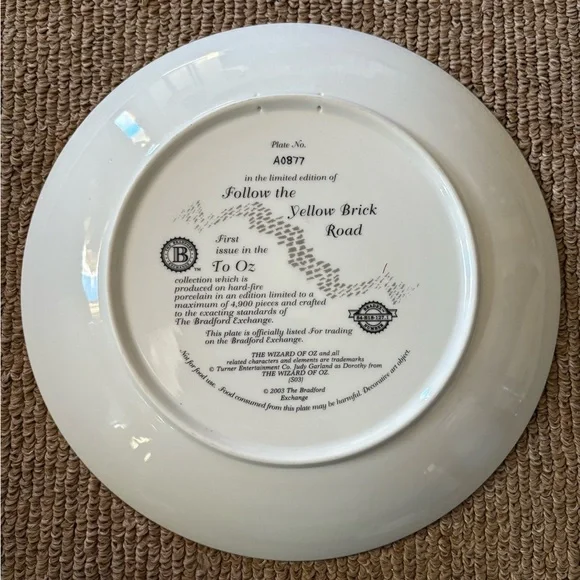 Plate No.
A0877
in the limited edition of
Follow the
Yellow Brick
Road
First
issue in the
To Oz
collection which is
produced on hard-fire
porcelain in an edition limited to a
maximum of 4,900 pieces and crafted
to the exacting standards of
The Bradford Exchange.
This plate is officially listed For trading
on the Bradford Exchange.
THE WIZARD OF OZ and all
related characters and elements are trademarks
© Turner Entertainment Co. Judy Garland as Dorothy from
THE WIZARD OF OZ.
(S03)
© 2003 The Bradford
Exchange
Not for food use. Food consumed from this plate may be harmful. Decorative art object.
B
TM